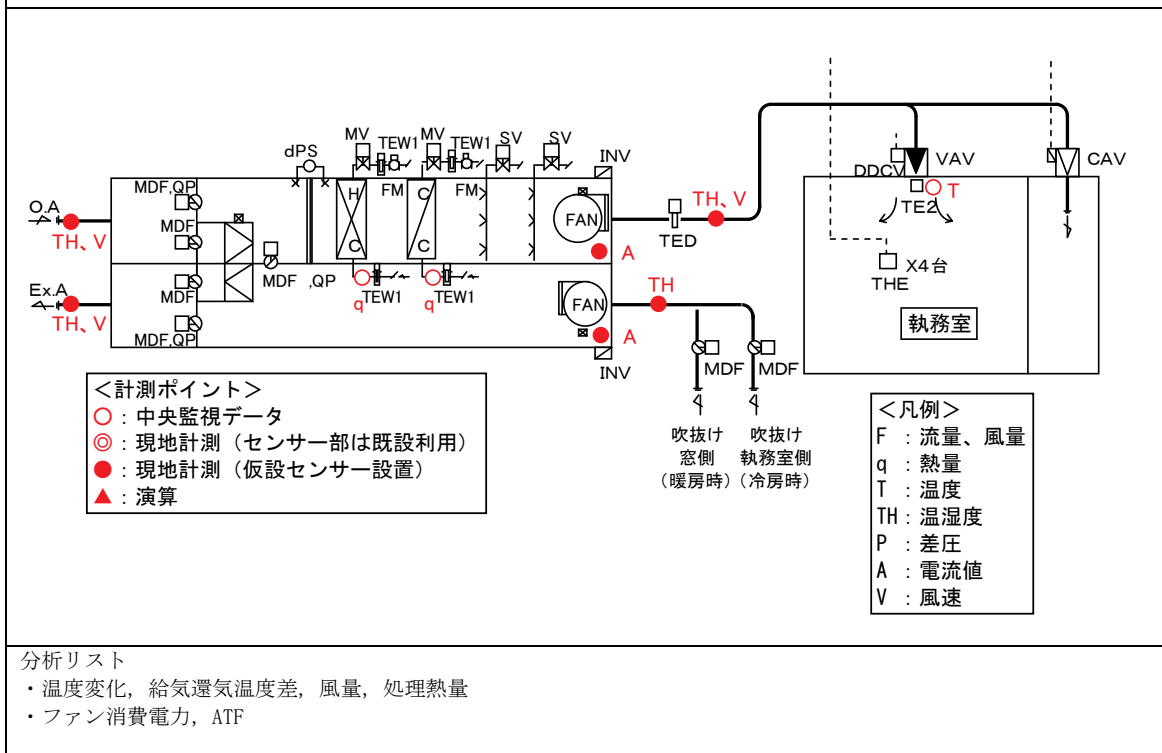 dPS
MV
TEW1
MV
TEW1
SV
SV
INV
MDF,QP
H
C
FM
C
C
FM
FAN
DDCV
VAV
CAV
O.A
TH、V
MDF
TH、V
TED
T
TE2
A
MDF ,QP
X4台
THE
Ex.A
TH、V
MDF
q
TEW1
q
TEW1
TH
FAN
執務室
MDF,QP
A
INV
MDF
MDF
<計測ポイント>
○：中央監視データ
◎：現地計測（センサー部は既設利用）
●：現地計測（仮設センサー設置）
▲：演算
吹抜け
窓側
(暖房時)
吹抜け
執務室側
(冷房時)
<凡例>
F ：流量、風量
q ：熱量
T ：温度
TH：温湿度
P ：差圧
A ：電流値
V ：風速
分析リスト
・温度変化，給気還気温度差，風量，処理熱量
・ファン消費電力，ATF